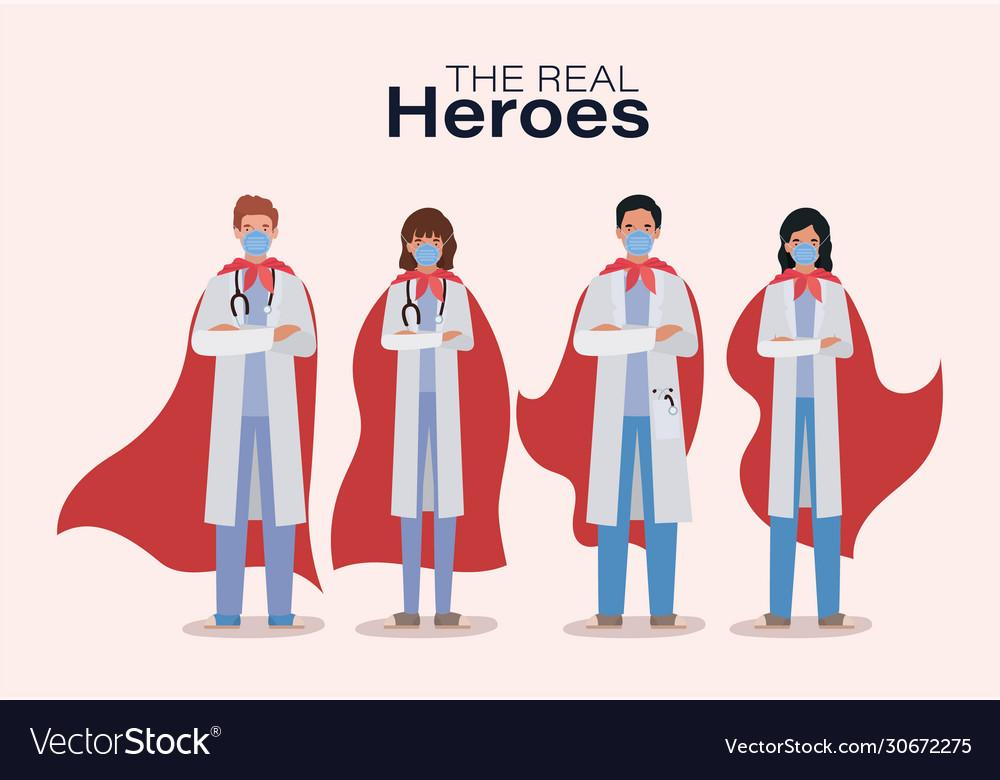 THE REAL
Heroes
VectorStock®
VectorStock.com/30672275